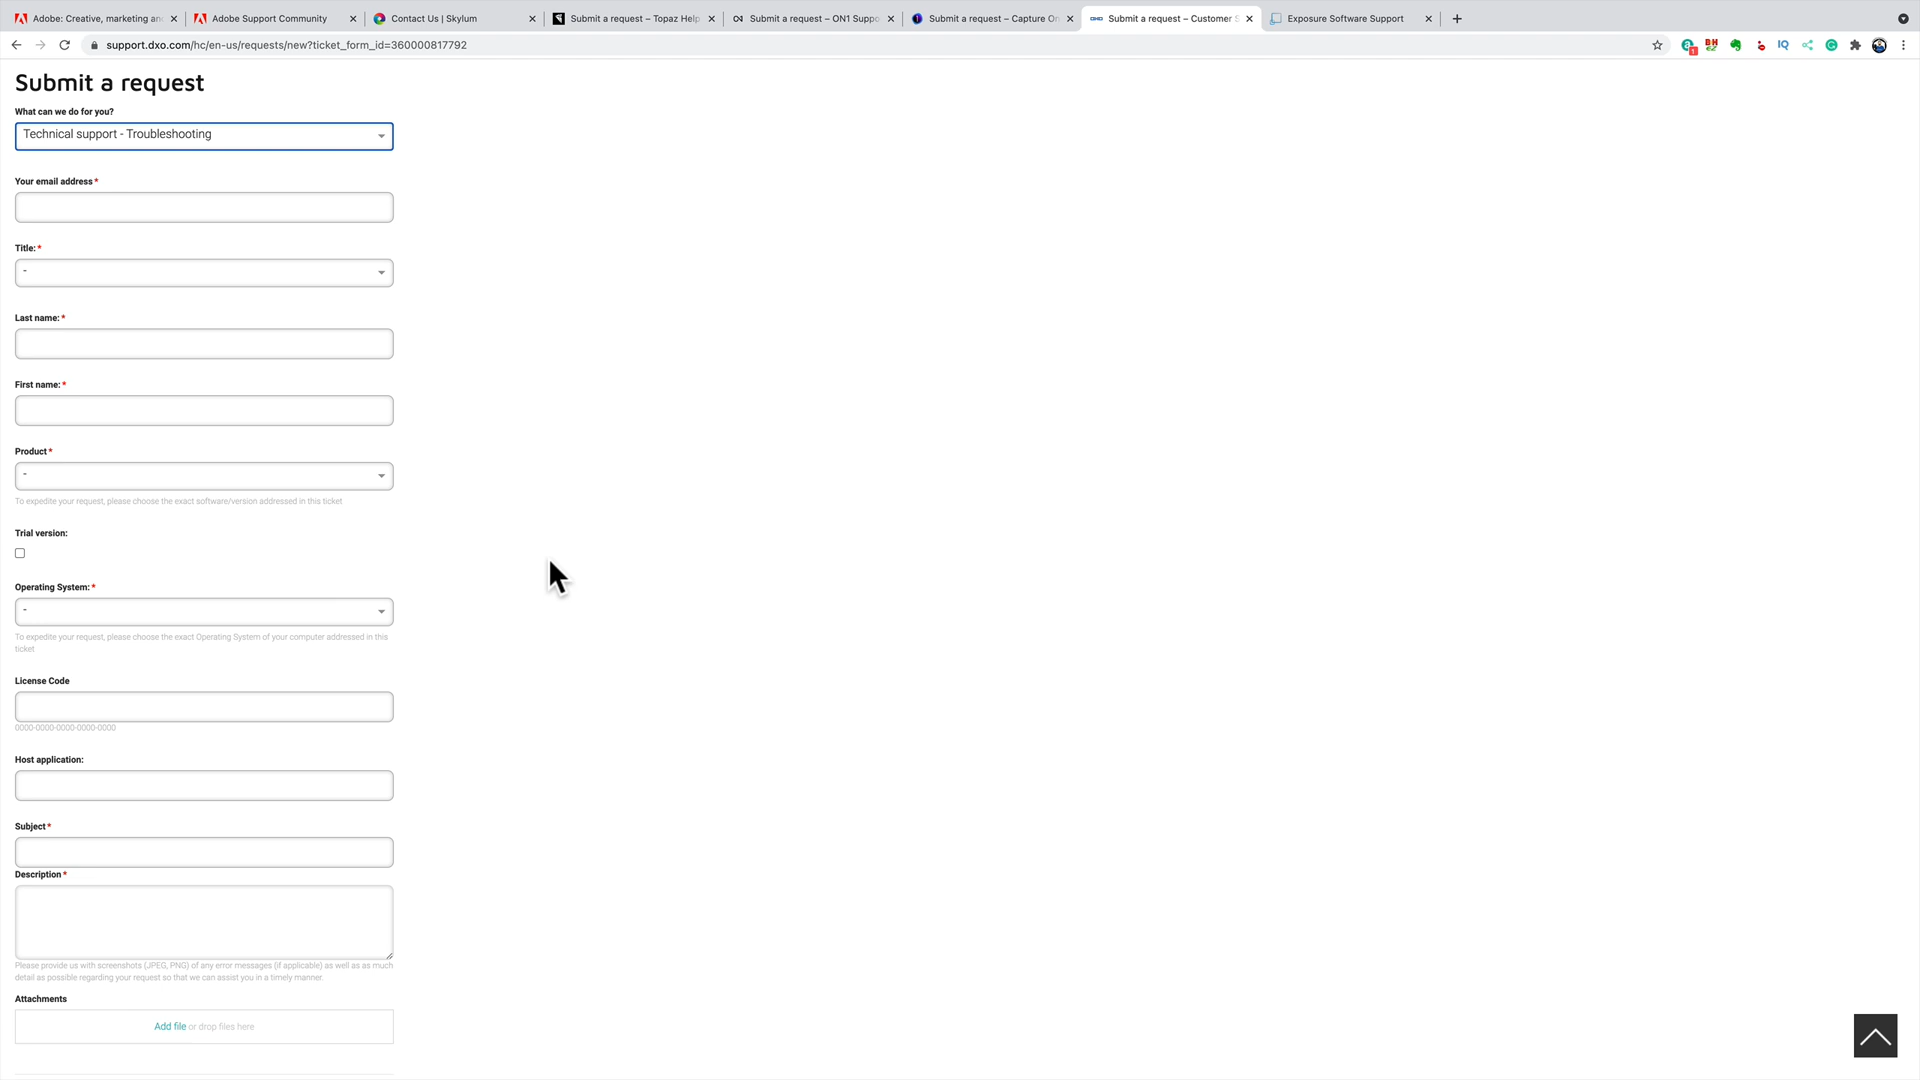 Adobe: Creative, marketing an
Adobe Support Community
Contact Us | Skylum
Submit a request – Topaz Help
Submit a request – ON1 Suppo
Submit a request – Capture On
Submit a request – Customer S
Exposure Software Support
support.dxo.com/hc/en-us/requests/new?ticket_form_id=360000817792
Submit a request
What can we do for you?
Technical support - Troubleshooting
Your email address *
Title: *
-
Last name: *
First name: *
Product *
-
To expedite your request, please choose the exact software/version addressed in this ticket
Trial version:
Operating System: *
-
To expedite your request, please choose the exact Operating System of your computer addressed in this
ticket
License Code
0000-0000-0000-0000-0000
Host application:
Subject *
Description *
Please provide us with screenshots (JPEG, PNG) of any error messages (if applicable) as well as as much
detail as possible regarding your request so that we can assist you in a timely manner.
Attachments
Add file or drop files here